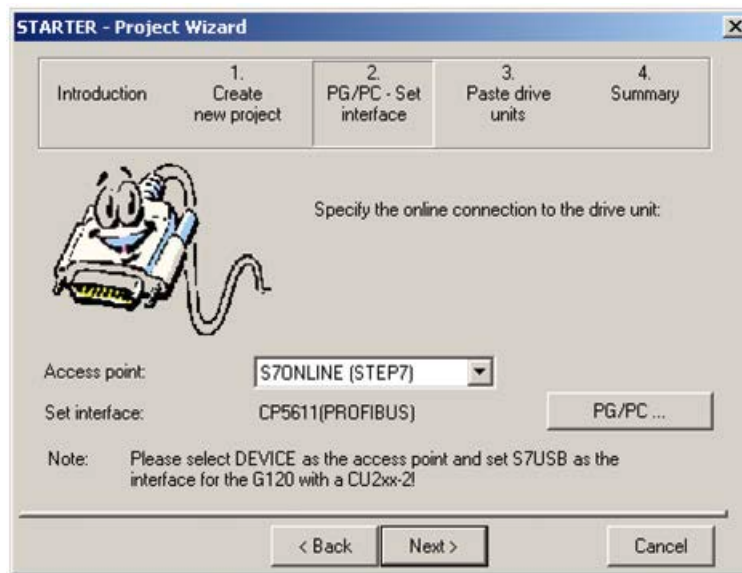 STARTER - Project Wizard
Introduction
1.
Create
new project
2.
PG/PC - Set
interface
3.
Paste drive
units
4.
Summary
Specify the online connection to the drive unit:
Access point:
S7ONLINE (STEP7)
Set interface:
CP5611(PROFIBUS)
PG/PC ...
Note: Please select DEVICE as the access point and set S7USB as the
interface for the G120 with a CU2xx-2!
< Back
Next >
Cancel